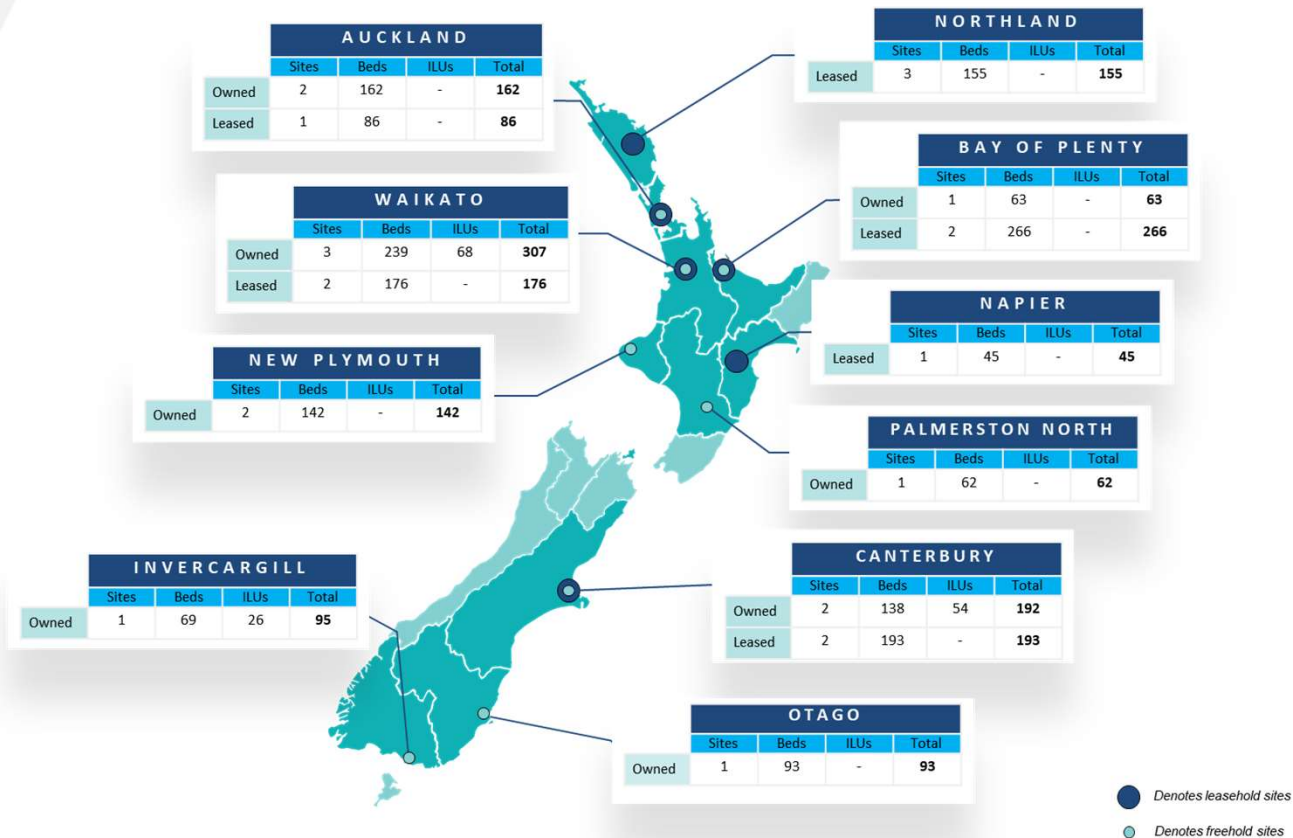 AUCKLAND
Sites Beds ILUs Total
Owned 2 162 - 162
Leased 1 86 - 86
NORTHLAND
Sites Beds ILUs Total
Leased 3 155 - 155
BAY OF PLENTY
Sites Beds ILUs Total
Owned 1 63 - 63
Leased 2 266 - 266
WAIKATO
Sites Beds ILUs Total
Owned 3 239 68 307
Leased 2 176 - 176
NAPIER
Sites Beds ILUs Total
Leased 1 45 - 45
NEW PLYMOUTH
Sites Beds ILUs Total
Owned 2 142 - 142
PALMERSTON NORTH
Sites Beds ILUs Total
Owned 1 62 - 62
INVERCARGILL
Sites Beds ILUs Total
Owned 1 69 26 95
CANTERBURY
Sites Beds ILUs Total
Owned 2 138 54 192
Leased 2 193 - 193
OTAGO
Sites Beds ILUs Total
Owned 1 93 - 93
Denotes leasehold sites
Denotes freehold sites